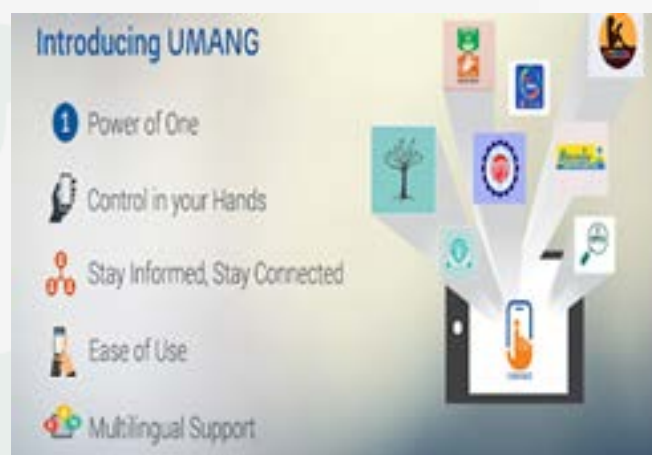 Introducing UMANG
1 Power of One
Control in your Hands
Stay Informed, Stay Connected
Ease of Use
Multilingual Support